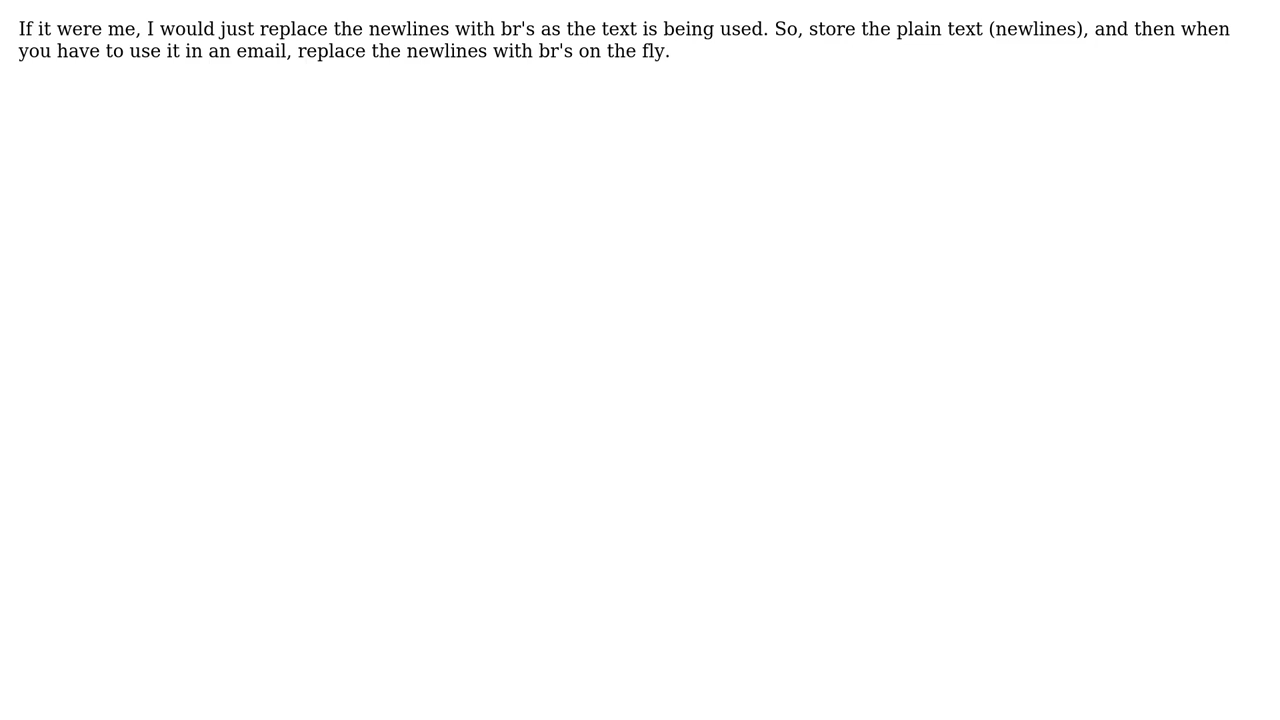 If it were me, I would just replace the newlines with br's as the text is being used. So, store the plain text (newlines), and then when
you have to use it in an email, replace the newlines with br's on the fly.